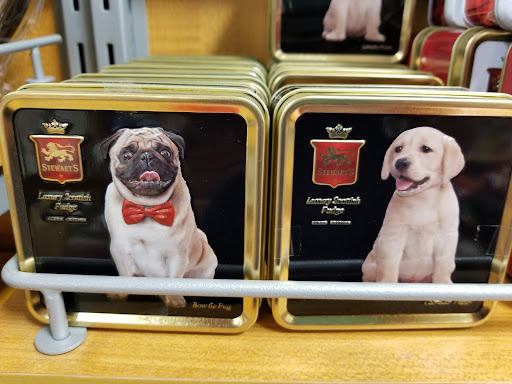 STEWART'S
Luxury Scottish
Fudge
Bow tie Pug
STEWART'S
Luxury Scottish
Fudge